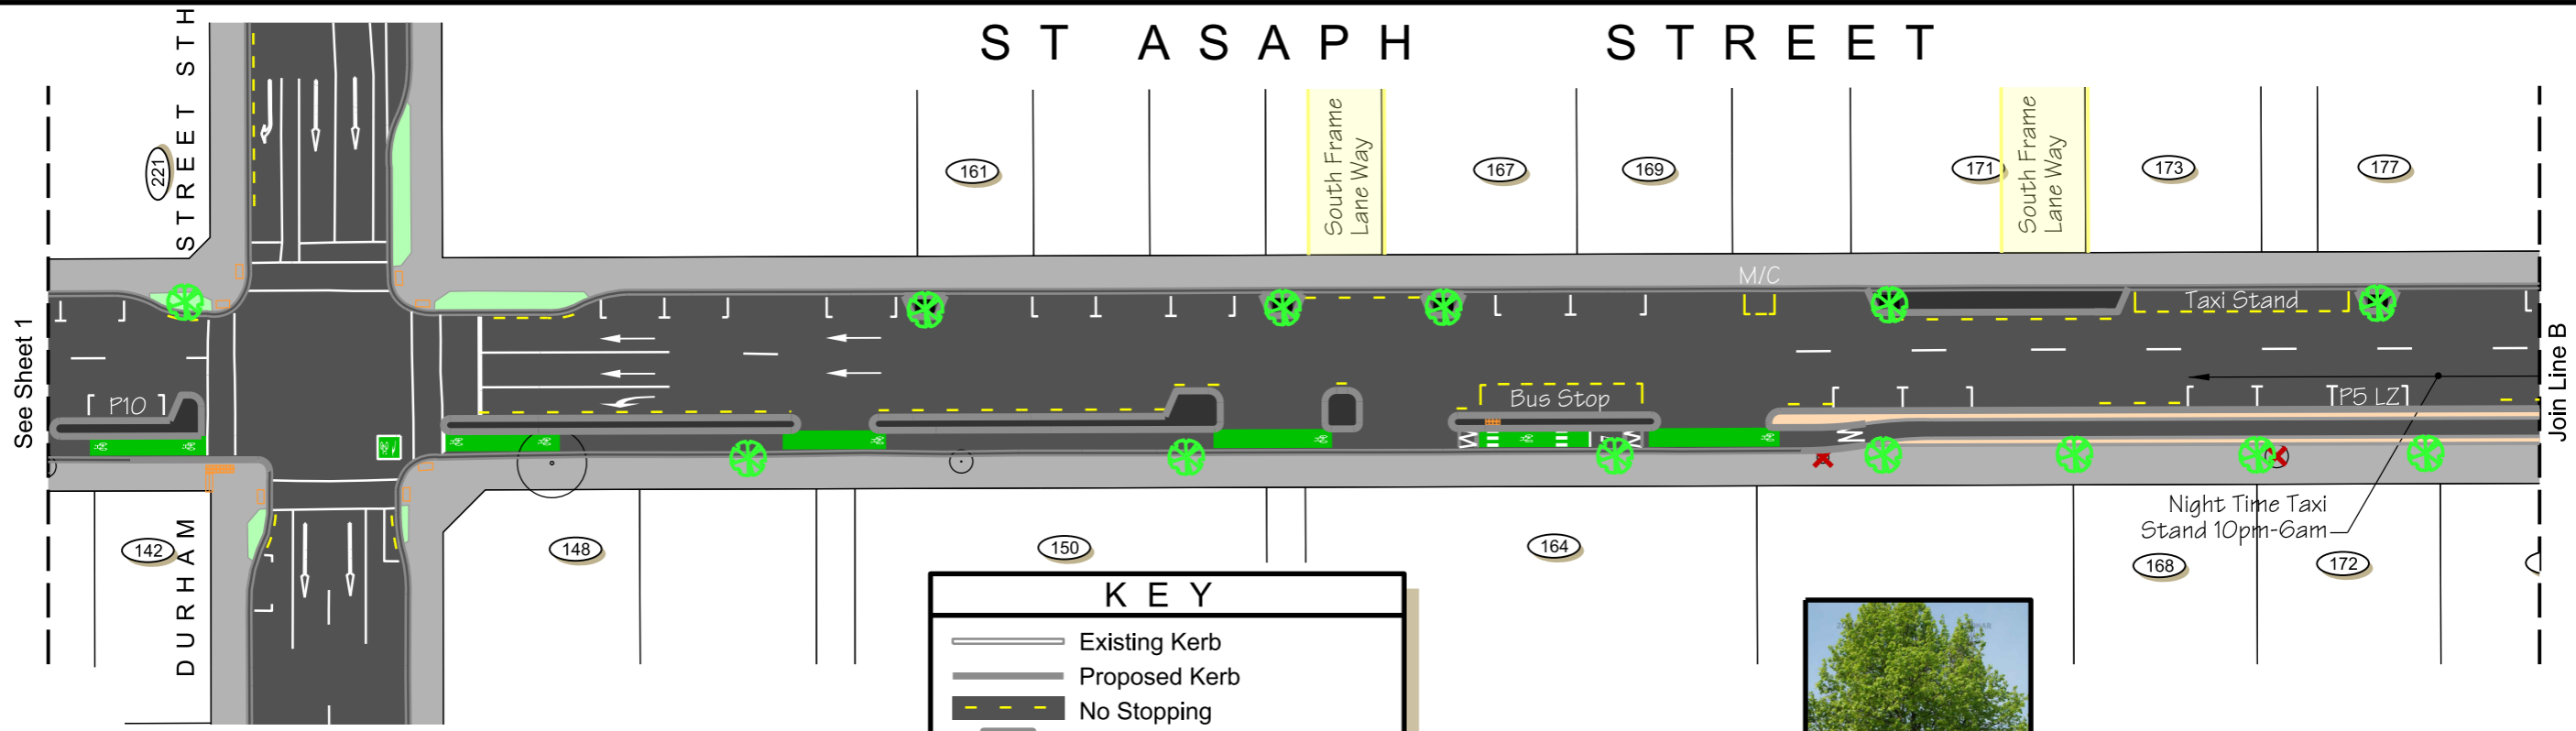 ST ASAPH STREET
STREET STH
DURHAM
See Sheet 1
Join Line B
221
161
South Frame
Lane Way
167
169
171
South Frame
Lane Way
173
177
M/C
Taxi Stand
P10
Bus Stop
P5 LZ
Night Time Taxi
Stand 10pm-6am
142
148
150
164
168
172
KEY
Existing Kerb
Proposed Kerb
No Stopping